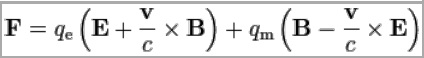 F = q_e (E + v/c × B) + q_m (B − v/c × E)